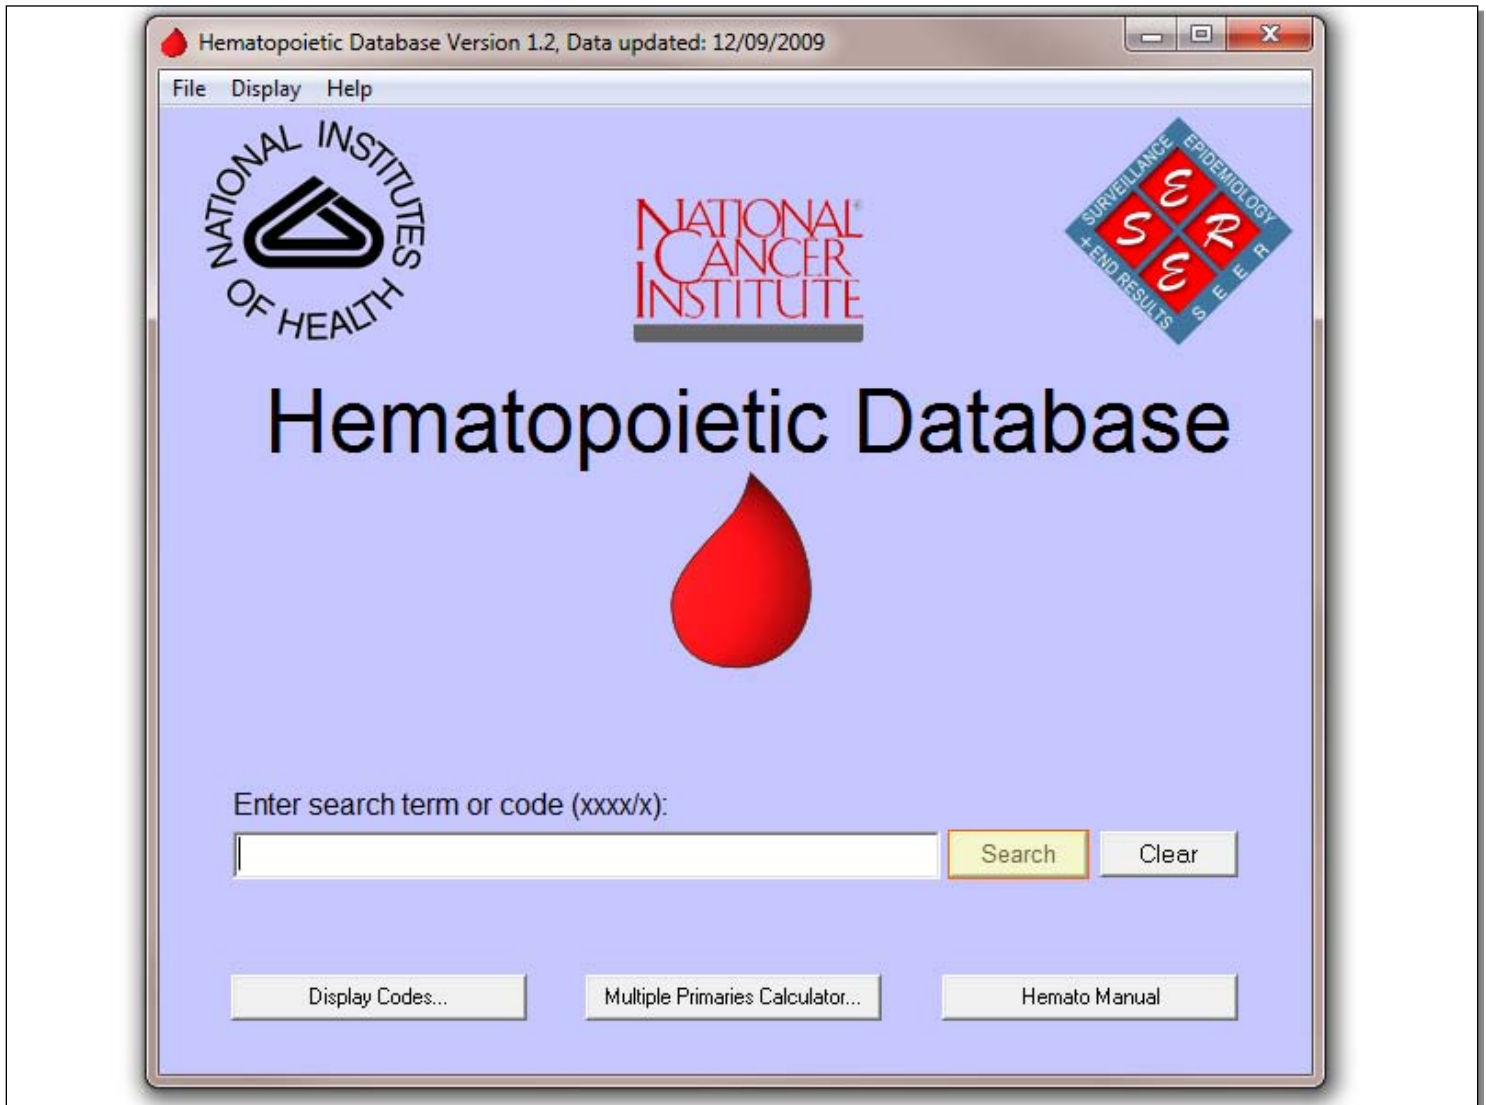 Hematopoietic Database Version 1.2, Data updated: 12/09/2009
File Display Help
NATIONAL INSTITUTES OF HEALTH
NATIONAL
CANCER
INSTITUTE
SURVEILLANCE
EPIDEMIOLOGY
+ END RESULTS
SEER
S E R E
Hematopoietic Database
Enter search term or code (xxxx/x):
Search Clear
Display Codes... Multiple Primaries Calculator... Hemato Manual